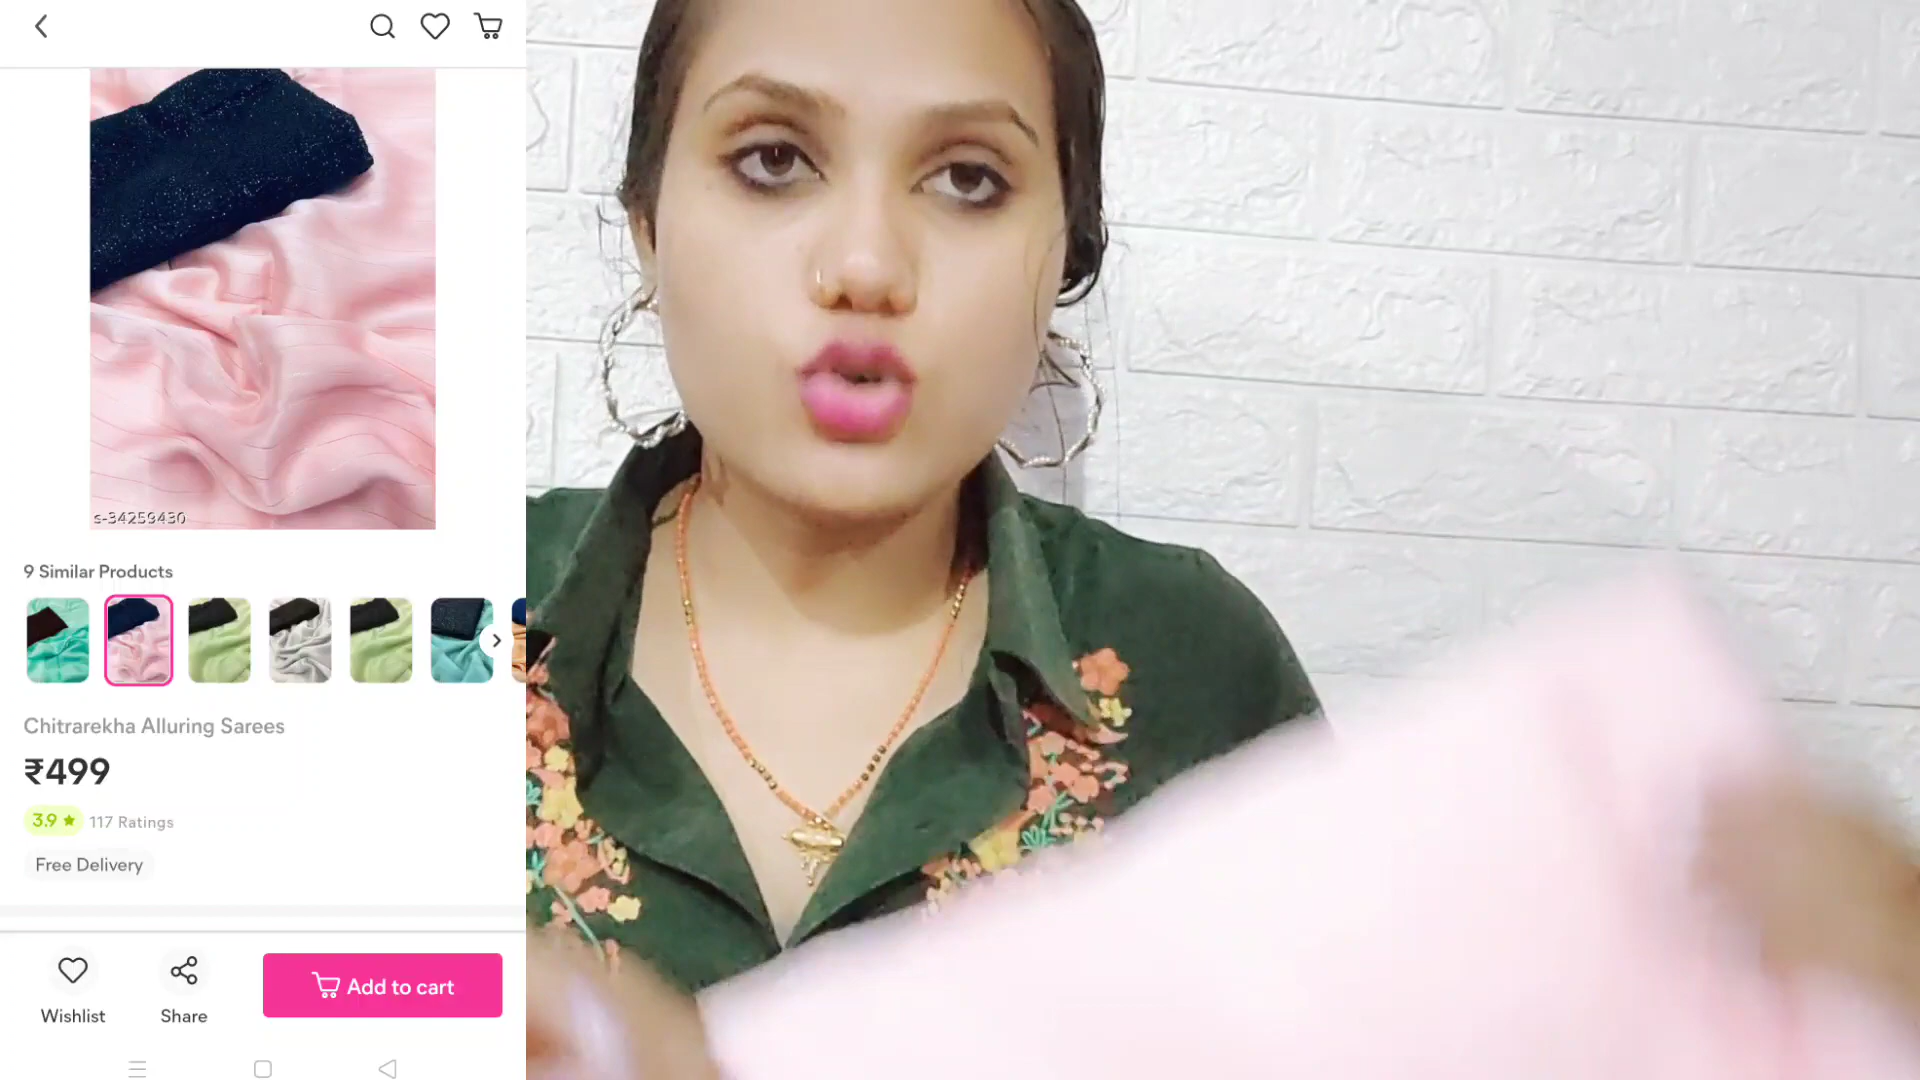 s-34259430
9 Similar Products
Chitrarekha Alluring Sarees
₹499
3.9 ★ 117 Ratings
Free Delivery
Wishlist
Share
Add to cart